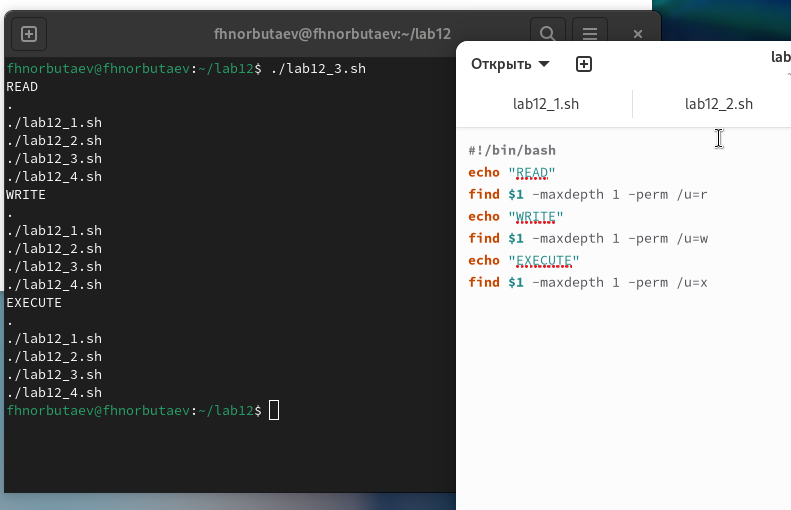 fhnorbutaev@fhnorbutaev:~/lab12
fhnorbutaev@fhnorbutaev:~/lab12$ ./lab12_3.sh
READ
.
./lab12_1.sh
./lab12_2.sh
./lab12_3.sh
./lab12_4.sh
WRITE
.
./lab12_1.sh
./lab12_2.sh
./lab12_3.sh
./lab12_4.sh
EXECUTE
.
./lab12_1.sh
./lab12_2.sh
./lab12_3.sh
./lab12_4.sh
fhnorbutaev@fhnorbutaev:~/lab12$
Открыть
lab
lab12_1.sh
lab12_2.sh
#!/bin/bash
echo "READ"
find $1 -maxdepth 1 -perm /u=r
echo "WRITE"
find $1 -maxdepth 1 -perm /u=w
echo "EXECUTE"
find $1 -maxdepth 1 -perm /u=x